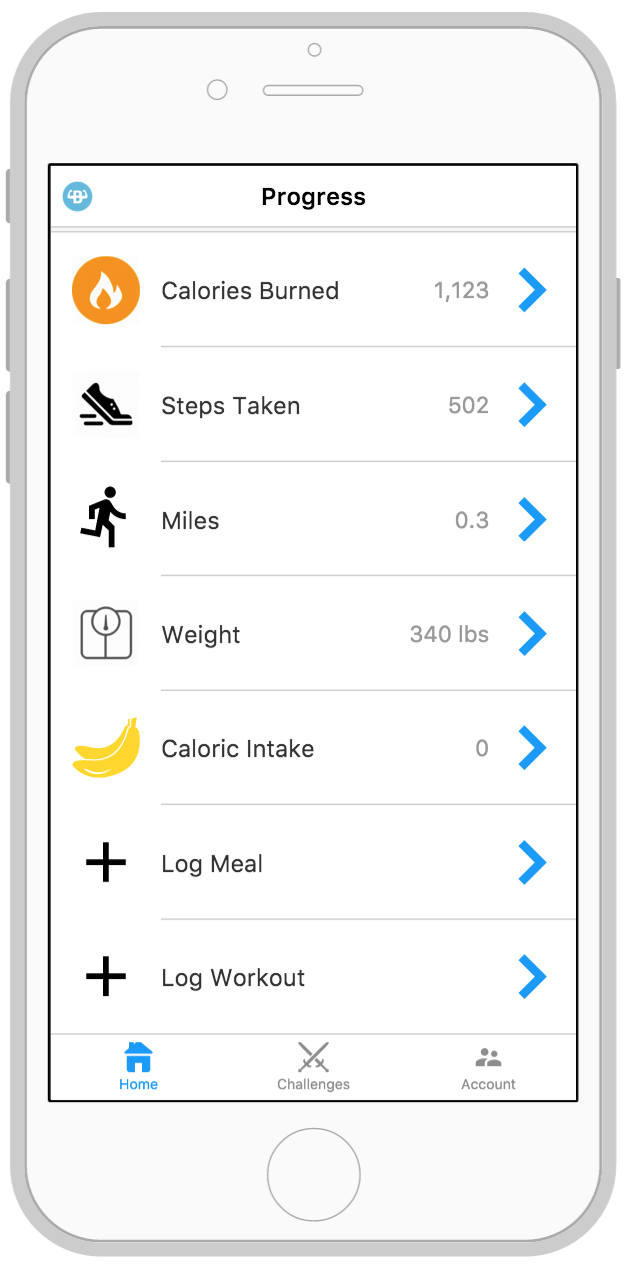 Progress
Calories Burned 1,123
Steps Taken 502
Miles 0.3
Weight 340 lbs
Caloric Intake 0
Log Meal
Log Workout
Home Challenges Account